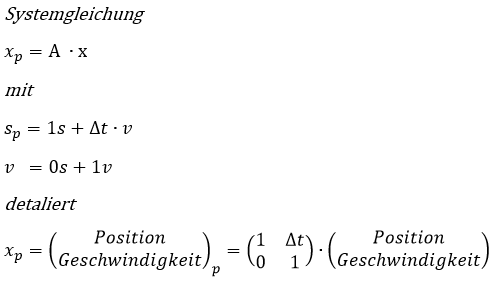 Systemgleichung
x_p = A · x
mit
s_p = 1s + Δt · v
v = 0s + 1v
detaliert
x_p = (Position Geschwindigkeit)_p = (1 Δt 0 1) · (Position Geschwindigkeit)